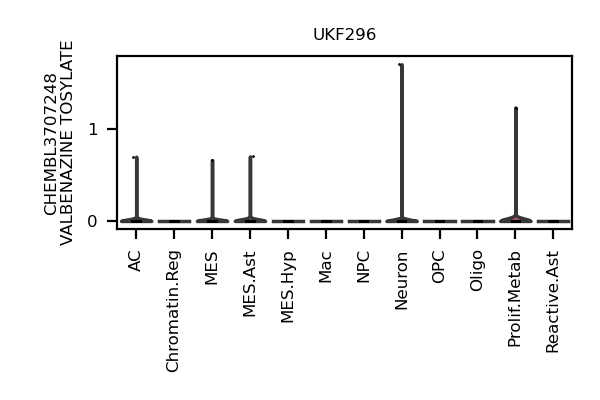 UKF296
CHEMBL3707248
VALBENAZINE TOSYLATE
1
0
AC
Chromatin.Reg
MES
MES.Ast
MES.Hyp
Mac
NPC
Neuron
OPC
Oligo
Prolif.Metab
Reactive.Ast